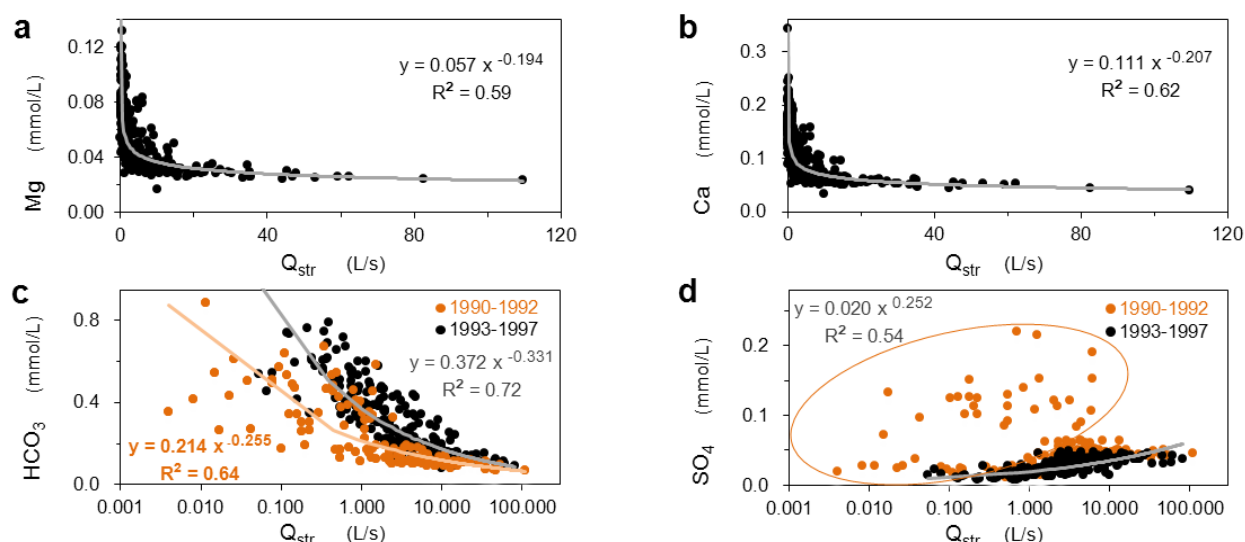 a
0.12
0.08
0.04
0.00
Mg (mmol/L)
y = 0.057 x -0.194
R² = 0.59
0 40 80 120
Qstr (L/s)
b
0.3
0.2
0.1
0.0
Ca (mmol/L)
y = 0.111 x -0.207
R² = 0.62
0 40 80 120
Qstr (L/s)
c
0.8
0.4
0.0
HCO3 (mmol/L)
1990-1992
1993-1997
y = 0.372 x -0.331
R² = 0.72
y = 0.214 x -0.255
R² = 0.64
0.001 0.010 0.100 1.000 10.000 100.000
Qstr (L/s)
d
0.2
0.1
0.0
SO4 (mmol/L)
y = 0.020 x 0.252
R² = 0.54
1990-1992
1993-1997
0.001 0.010 0.100 1.000 10.000 100.000
Qstr (L/s)